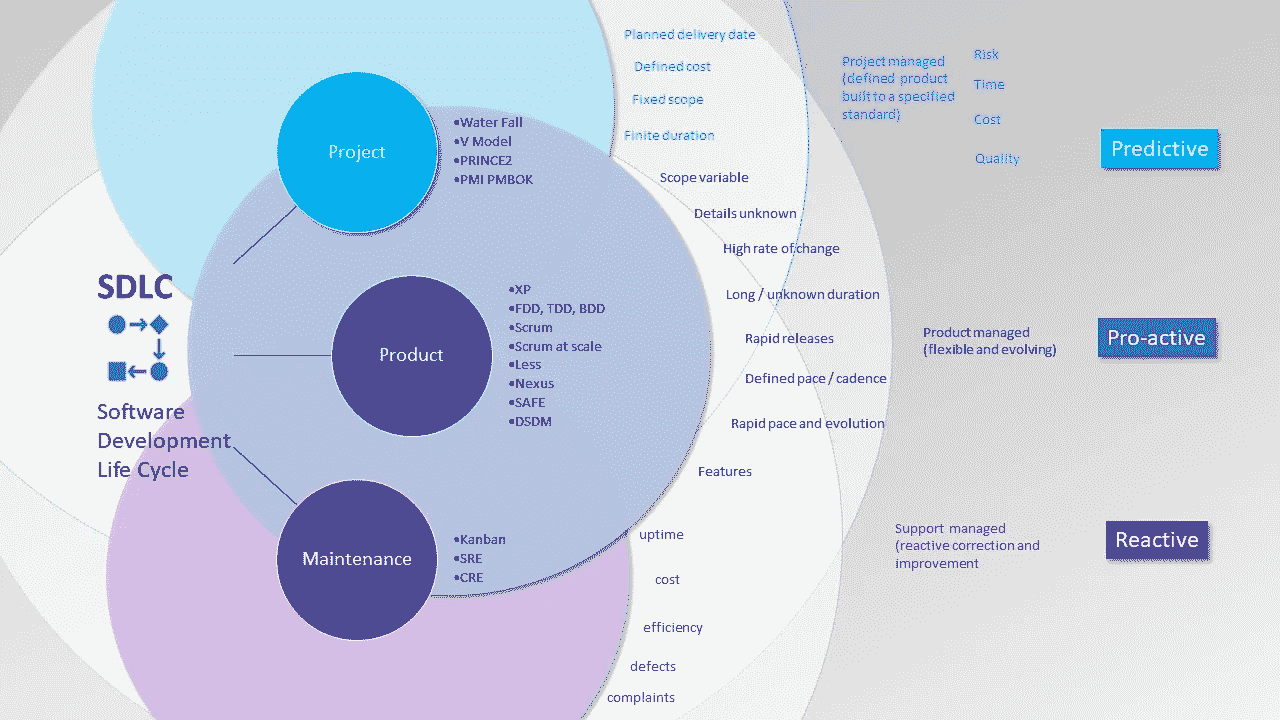 SDLC
Software
Development
Life Cycle
Project
•Water Fall
•V Model
•PRINCE2
•PMI PMBOK
Product
•XP
•FDD, TDD, BDD
•Scrum
•Scrum at scale
•Less
•Nexus
•SAFE
•DSDM
Maintenance
•Kanban
•SRE
•CRE
Planned delivery date
Defined cost
Fixed scope
Finite duration
Scope variable
Details unknown
High rate of change
Long / unknown duration
Rapid releases
Defined pace / cadence
Rapid pace and evolution
Features
uptime
cost
efficiency
defects
complaints
Project managed
(defined product
built to a specified
standard)
Risk
Time
Cost
Quality
Predictive
Product managed
(flexible and evolving)
Pro-active
Support managed
(reactive correction and
improvement
Reactive